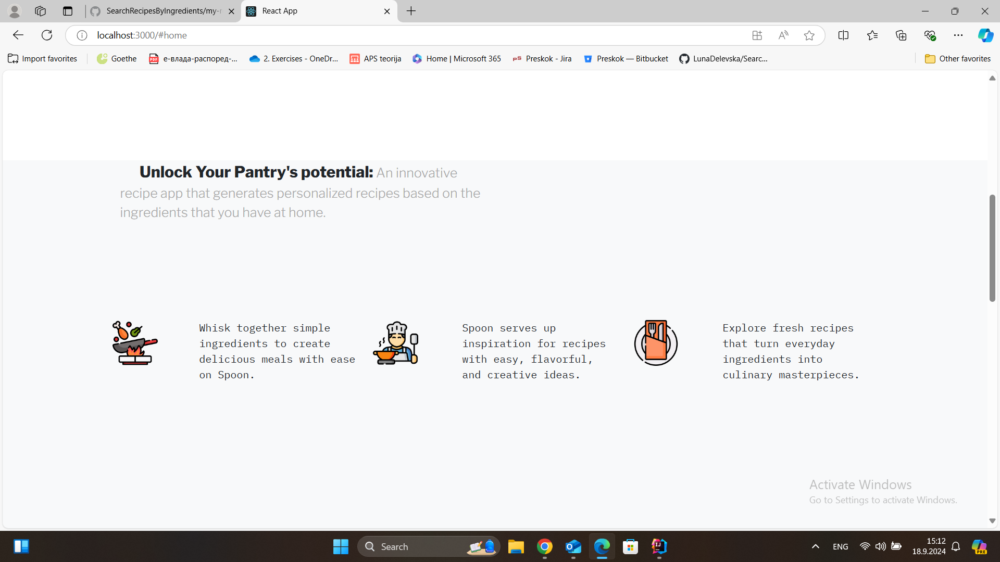 SearchRecipesByIngredients/my-r
React App
localhost:3000/#home
Import favorites
Goethe
е-влада-распоред-...
2. Exercises - OneDr...
APS teorija
Home | Microsoft 365
Preskok - Jira
Preskok — Bitbucket
LunaDelevska/Searc...
Other favorites
Unlock Your Pantry's potential: An innovative
recipe app that generates personalized recipes based on the
ingredients that you have at home.
Whisk together simple
ingredients to create
delicious meals with ease
on Spoon.
Spoon serves up
inspiration for recipes
with easy, flavorful,
and creative ideas.
Explore fresh recipes
that turn everyday
ingredients into
culinary masterpieces.
Activate Windows
Go to Settings to activate Windows.
Search
ENG
15:12
18.9.2024
PRE